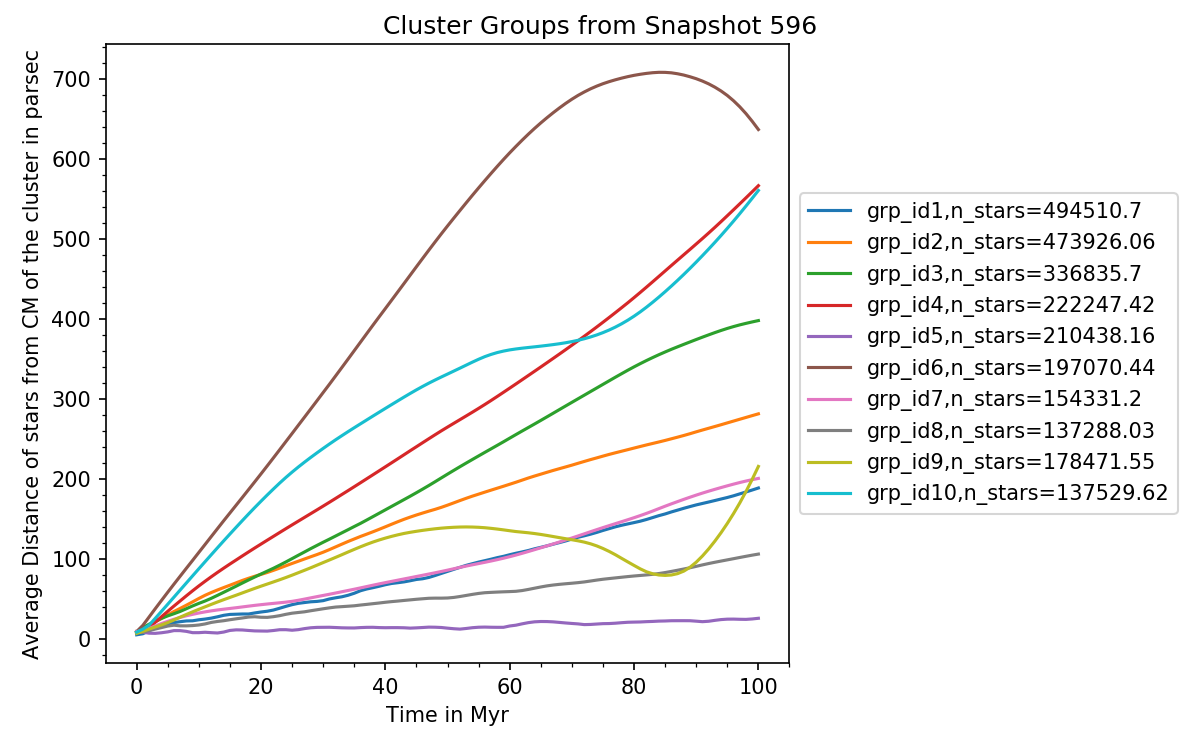 Cluster Groups from Snapshot 596
Average Distance of stars from CM of the cluster in parsec
700
600
500
400
300
200
100
0
0 20 40 60 80 100
Time in Myr
grp_id1,n_stars=494510.7
grp_id2,n_stars=473926.06
grp_id3,n_stars=336835.7
grp_id4,n_stars=222247.42
grp_id5,n_stars=210438.16
grp_id6,n_stars=197070.44
grp_id7,n_stars=154331.2
grp_id8,n_stars=137288.03
grp_id9,n_stars=178471.55
grp_id10,n_stars=137529.62